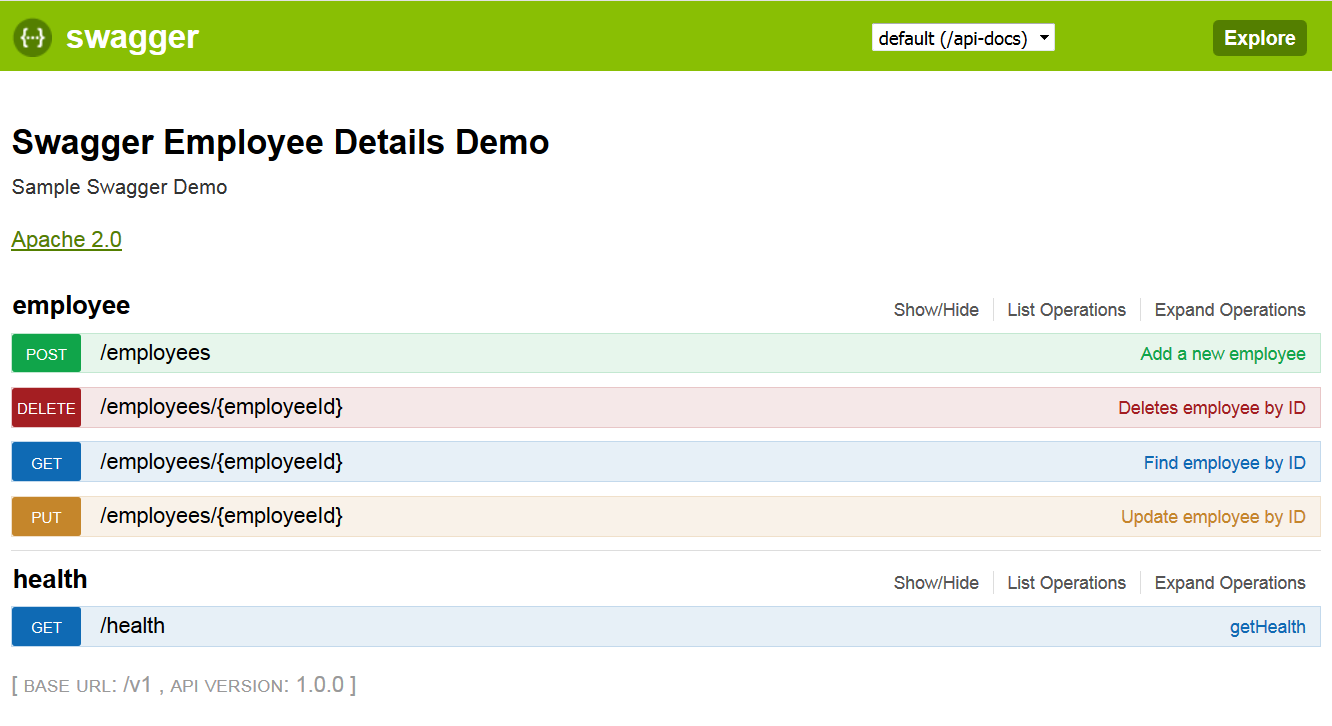 {···} swagger default (/api-docs) Explore
Swagger Employee Details Demo
Sample Swagger Demo
Apache 2.0
employee Show/Hide List Operations Expand Operations
POST /employees Add a new employee
DELETE /employees/{employeeId} Deletes employee by ID
GET /employees/{employeeId} Find employee by ID
PUT /employees/{employeeId} Update employee by ID
health Show/Hide List Operations Expand Operations
GET /health getHealth
[ BASE URL: /v1 , API VERSION: 1.0.0 ]